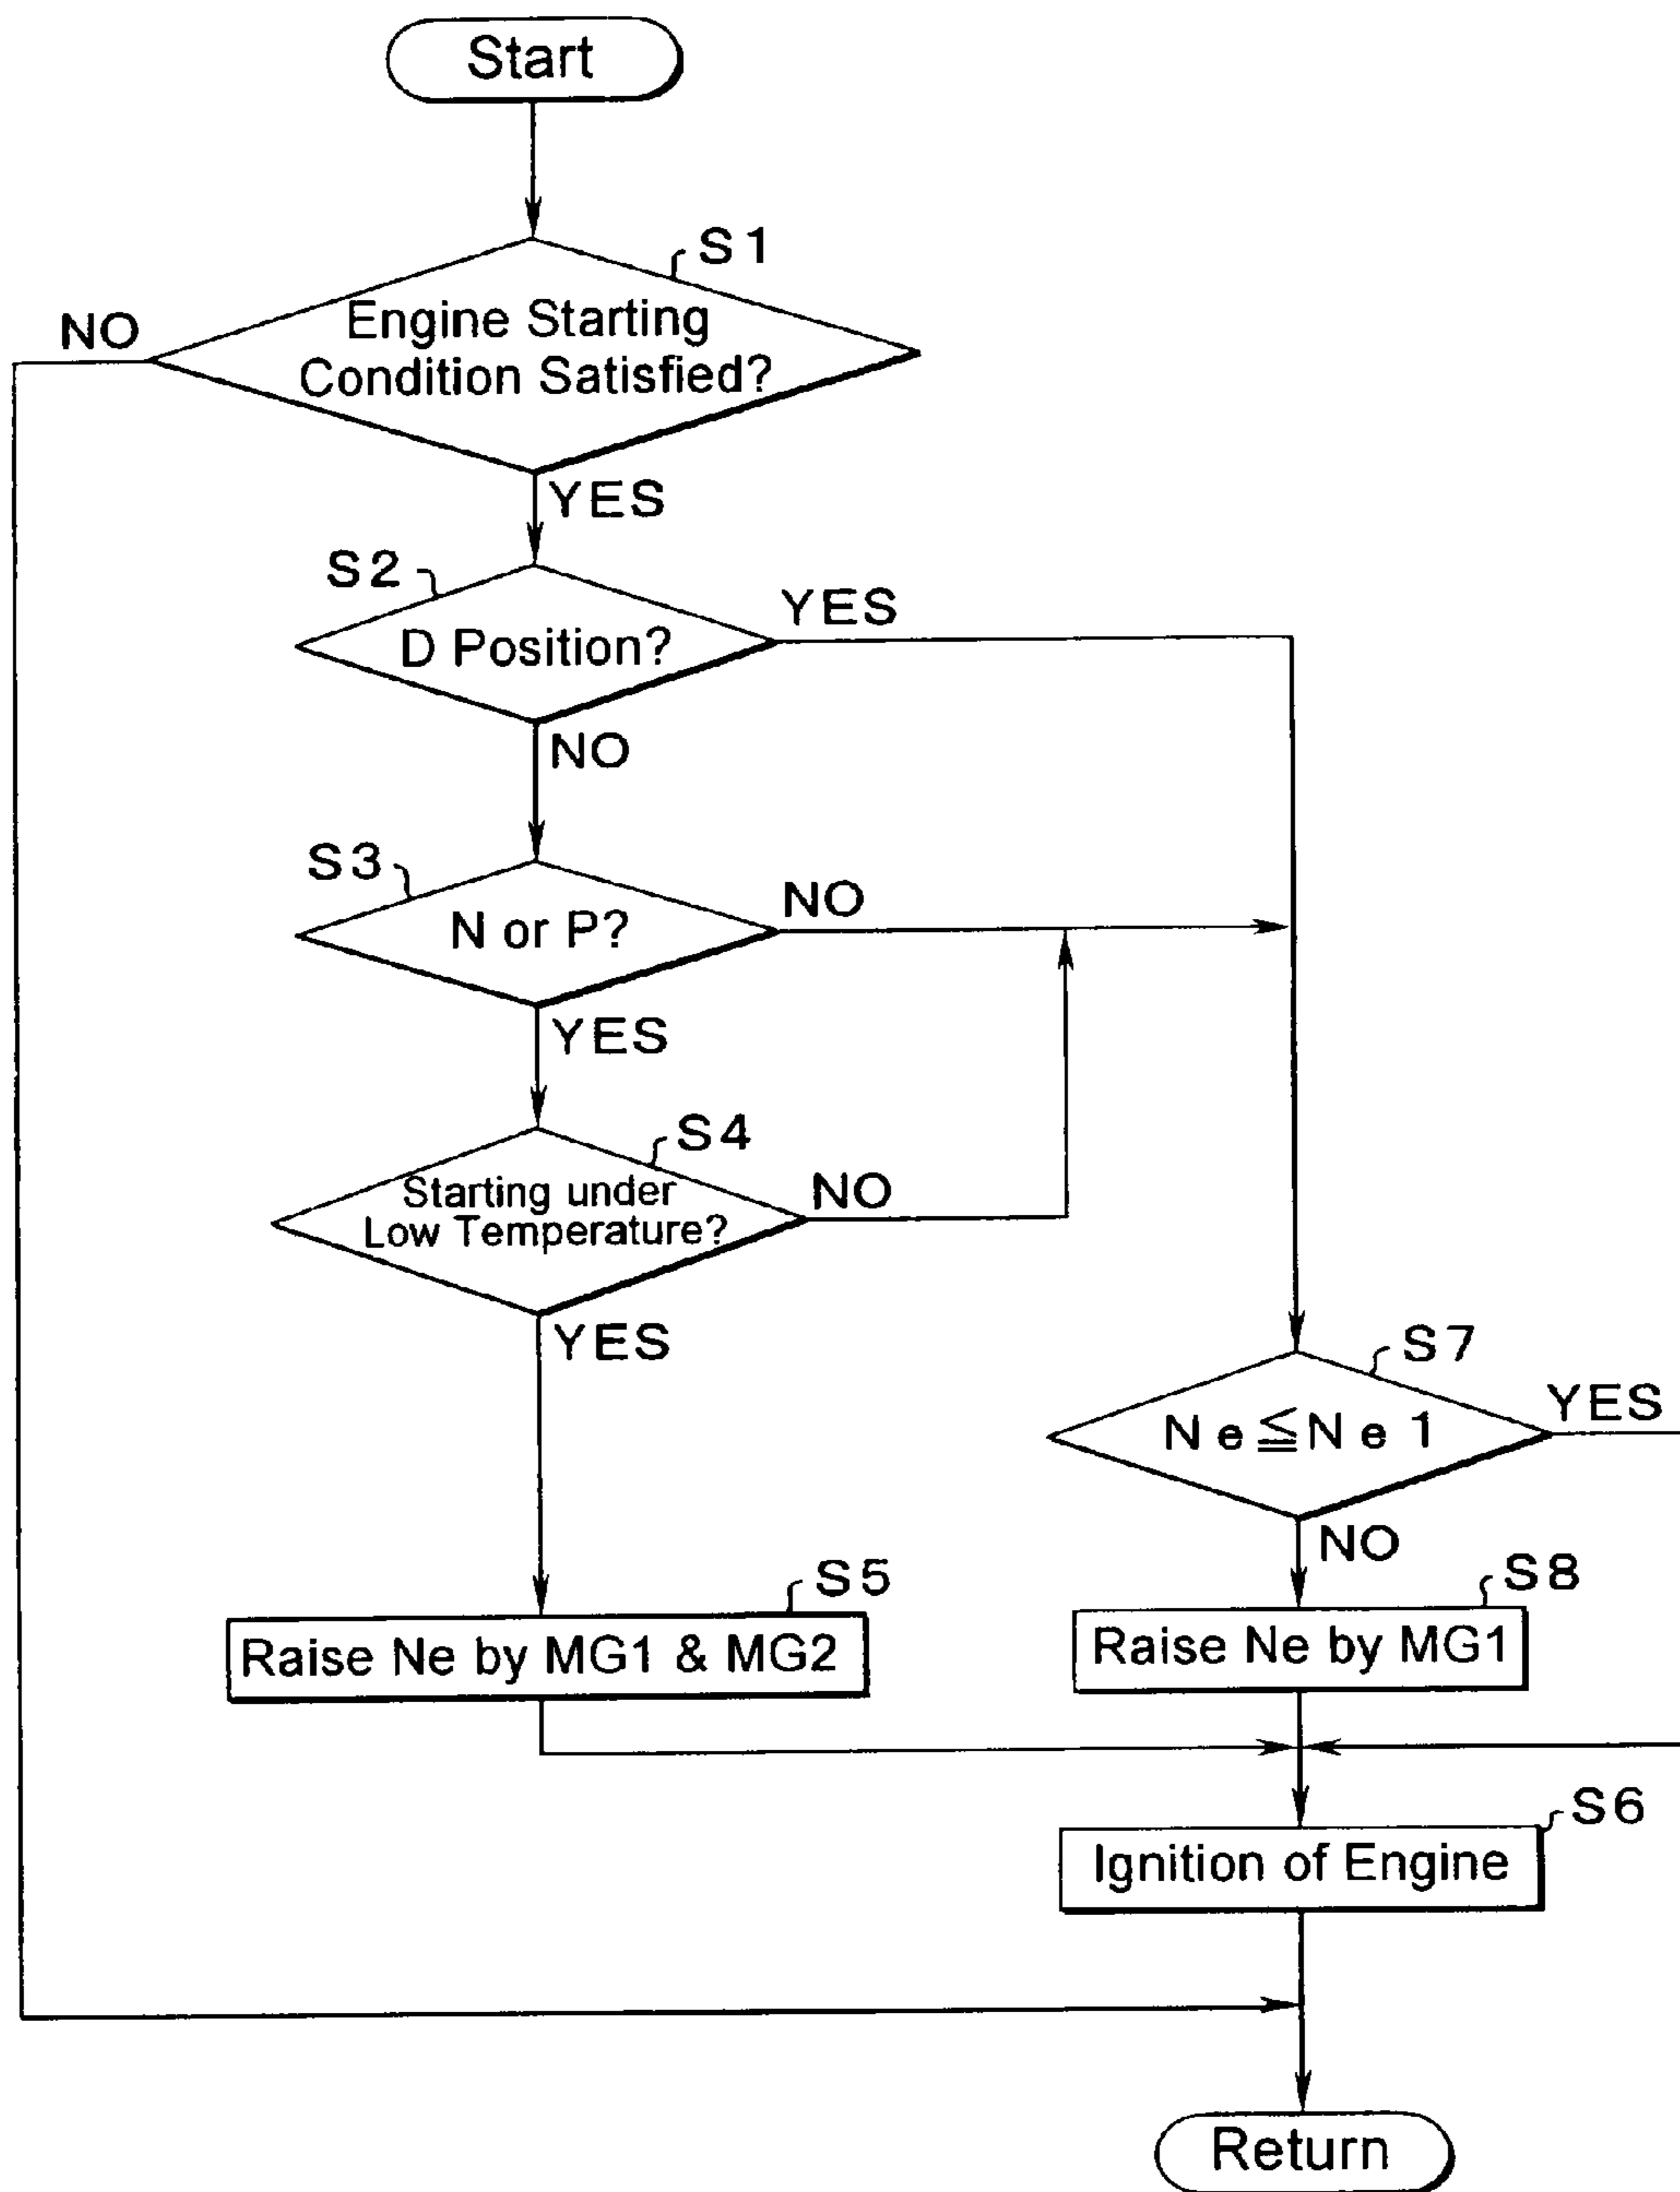 Start
S1
NO
Engine Starting
Condition Satisfied?
YES
S2
YES
D Position?
NO
S3
NO
N or P?
YES
S4
Starting under
Low Temperature?
NO
YES
S7
YES
Ne≦Ne1
NO
S5
S8
Raise Ne by MG1 & MG2
Raise Ne by MG1
S6
Ignition of Engine
Return